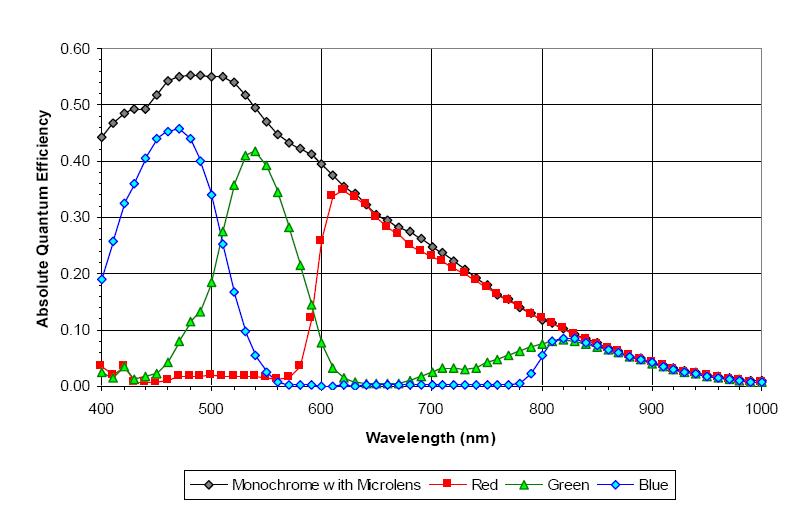 0.60
0.50
0.40
0.30
0.20
0.10
0.00
Absolute Quantum Efficiency
400 500 600 700 800 900 1000
Wavelength (nm)
Monochrome with Microlens Red Green Blue